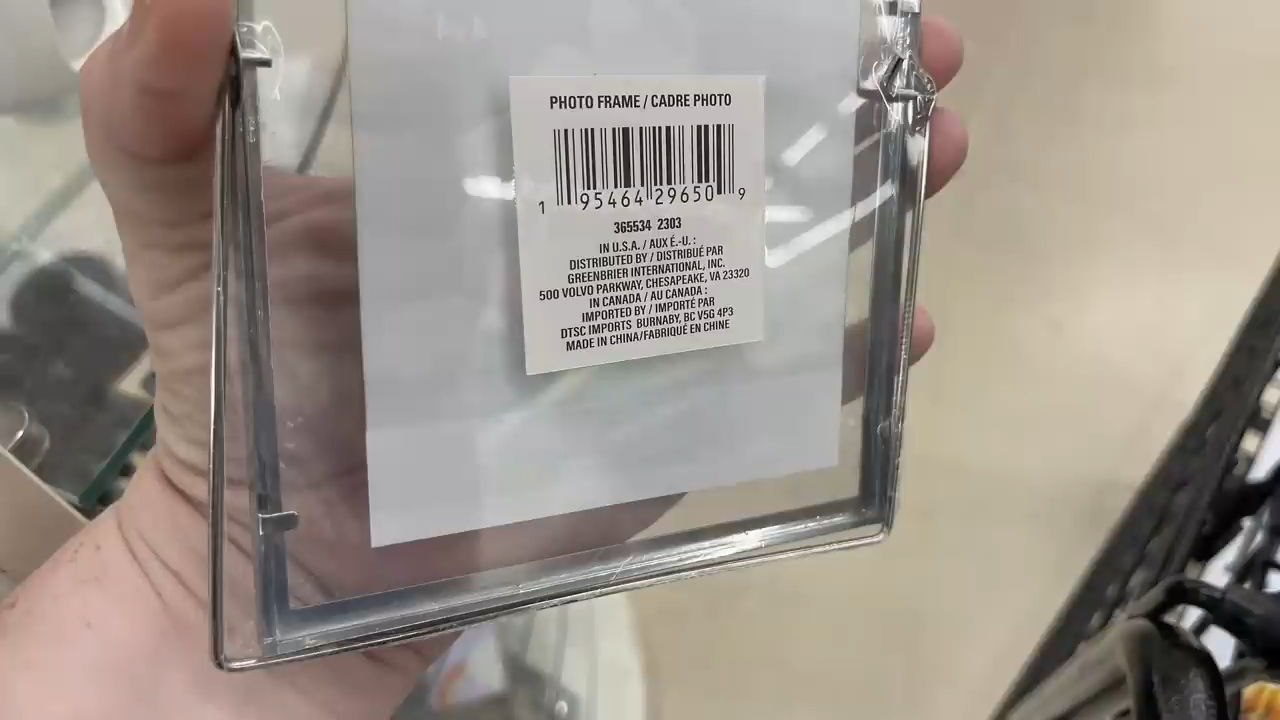 PHOTO FRAME / CADRE PHOTO
1 95464 29650 9
365534 2303
IN U.S.A. / AUX É.-U. :
DISTRIBUTED BY / DISTRIBUÉ PAR
GREENBRIER INTERNATIONAL, INC.
500 VOLVO PARKWAY, CHESAPEAKE, VA 23320
IN CANADA / AU CANADA :
IMPORTED BY / IMPORTÉ PAR
DTSC IMPORTS BURNABY, BC V5G 4P3
MADE IN CHINA/FABRIQUÉ EN CHINE